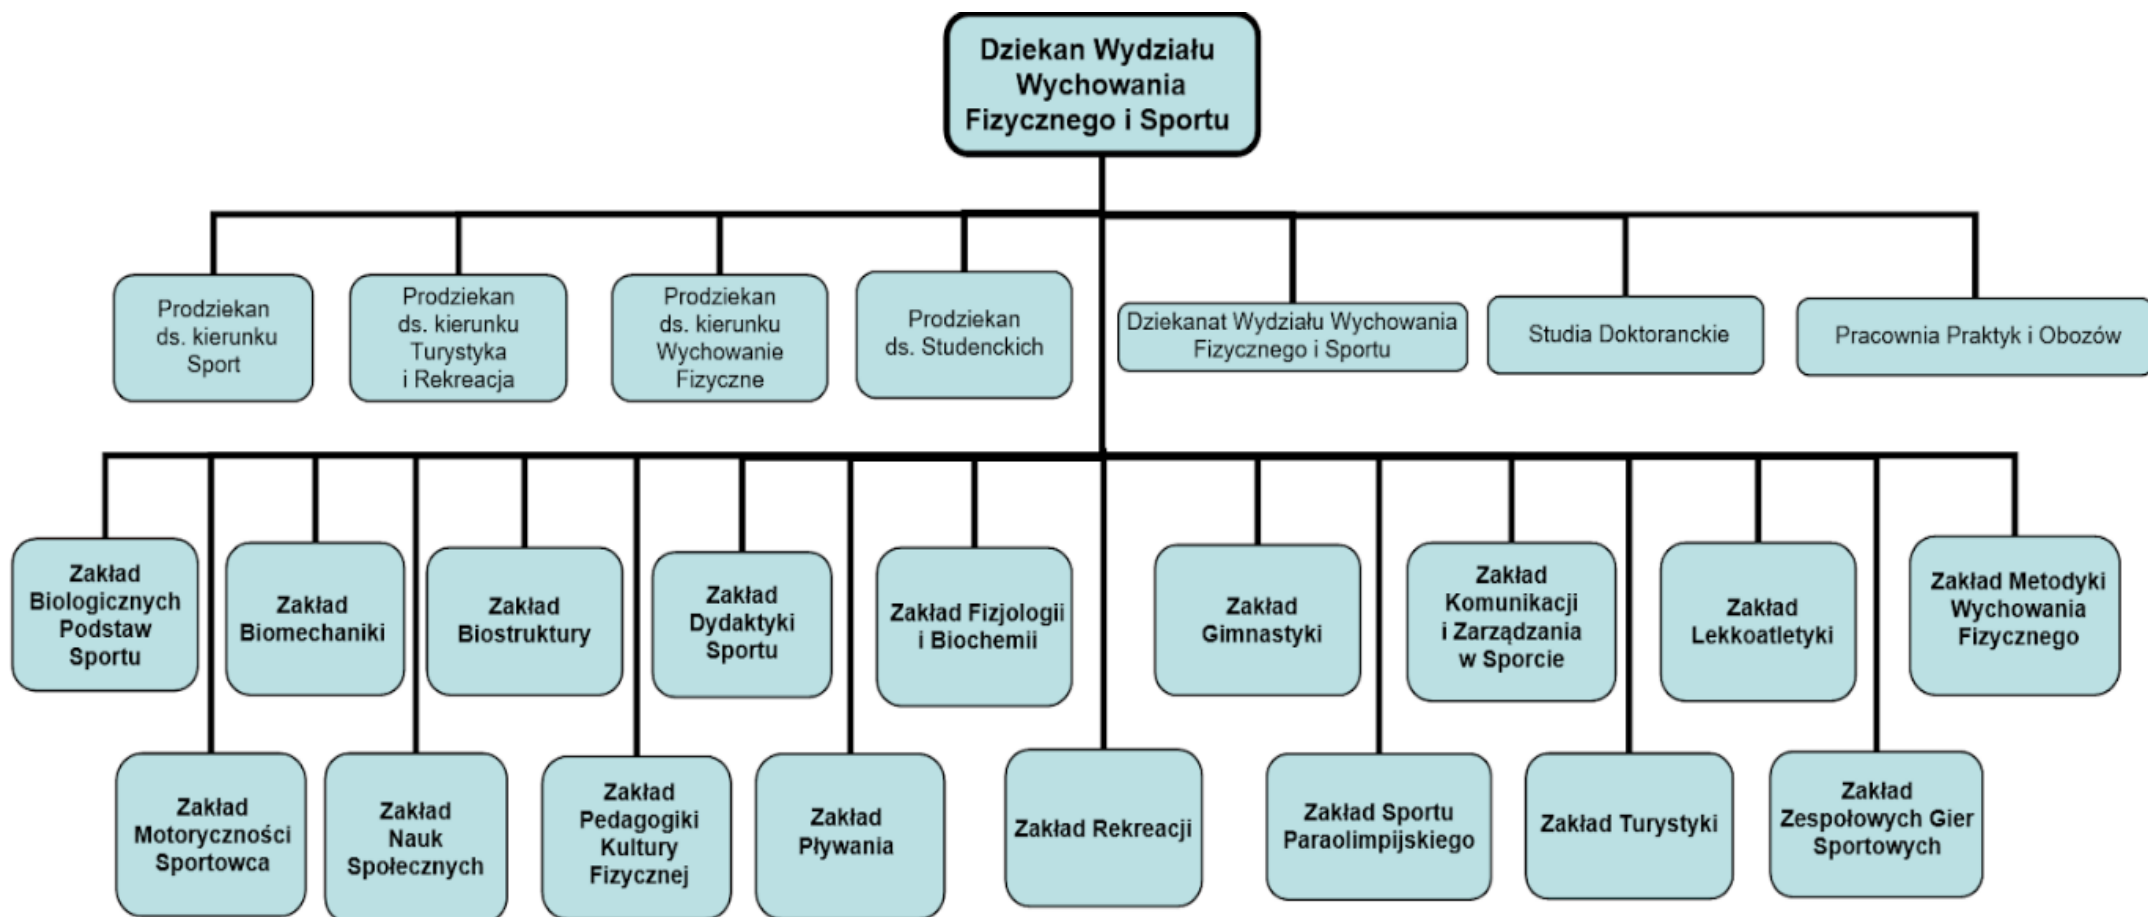 Dziekan Wydziału
Wychowania
Fizycznego i Sportu
Prodziekan
ds. kierunku
Sport
Prodziekan
ds. kierunku
Turystyka
i Rekreacja
Prodziekan
ds. kierunku
Wychowanie
Fizyczne
Prodziekan
ds. Studenckich
Dziekanat Wydziału Wychowania
Fizycznego i Sportu
Studia Doktoranckie
Pracownia Praktyk i Obozów
Zakład
Biologicznych
Podstaw
Sportu
Zakład
Biomechaniki
Zakład
Biostruktury
Zakład
Dydaktyki
Sportu
Zakład Fizjologii
i Biochemii
Zakład
Gimnastyki
Zakład
Komunikacji
i Zarządzania
w Sporcie
Zakład
Lekkoatletyki
Zakład Metodyki
Wychowania
Fizycznego
Zakład
Motoryczności
Sportowca
Zakład
Nauk
Społecznych
Zakład
Pedagogiki
Kultury
Fizycznej
Zakład
Pływania
Zakład Rekreacji
Zakład Sportu
Paraolimpijskiego
Zakład Turystyki
Zakład
Zespołowych Gier
Sportowych